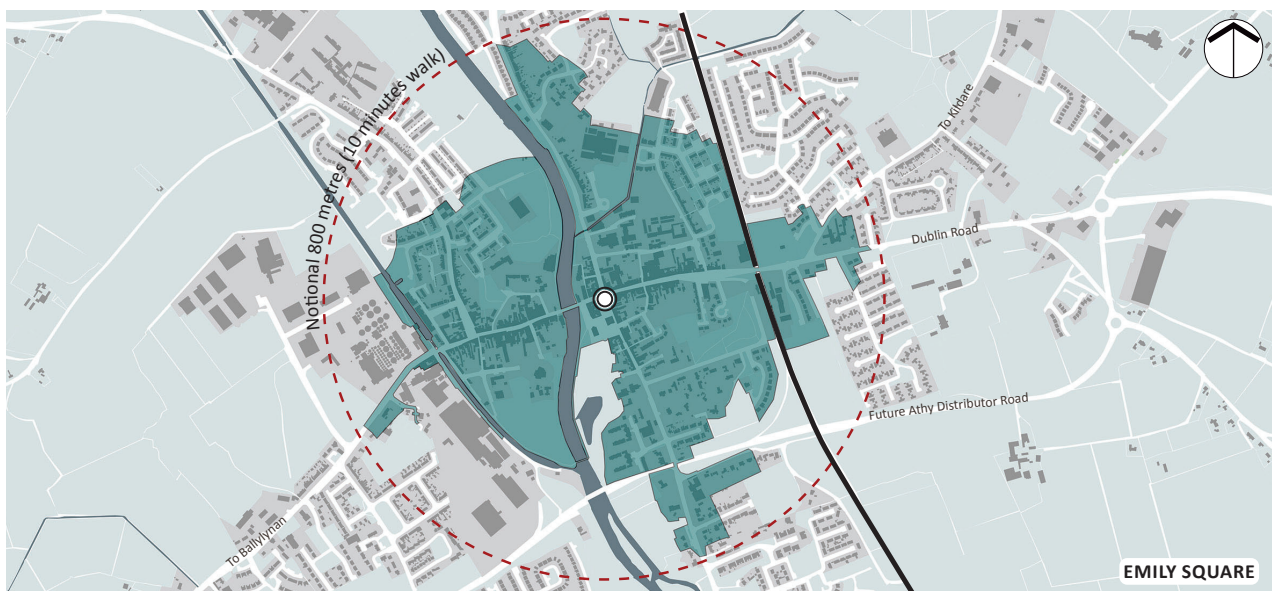 Notional 800 metres (10 minutes walk)
To Kildare
Dublin Road
Future Athy Distributor Road
To Ballylynan
EMILY SQUARE